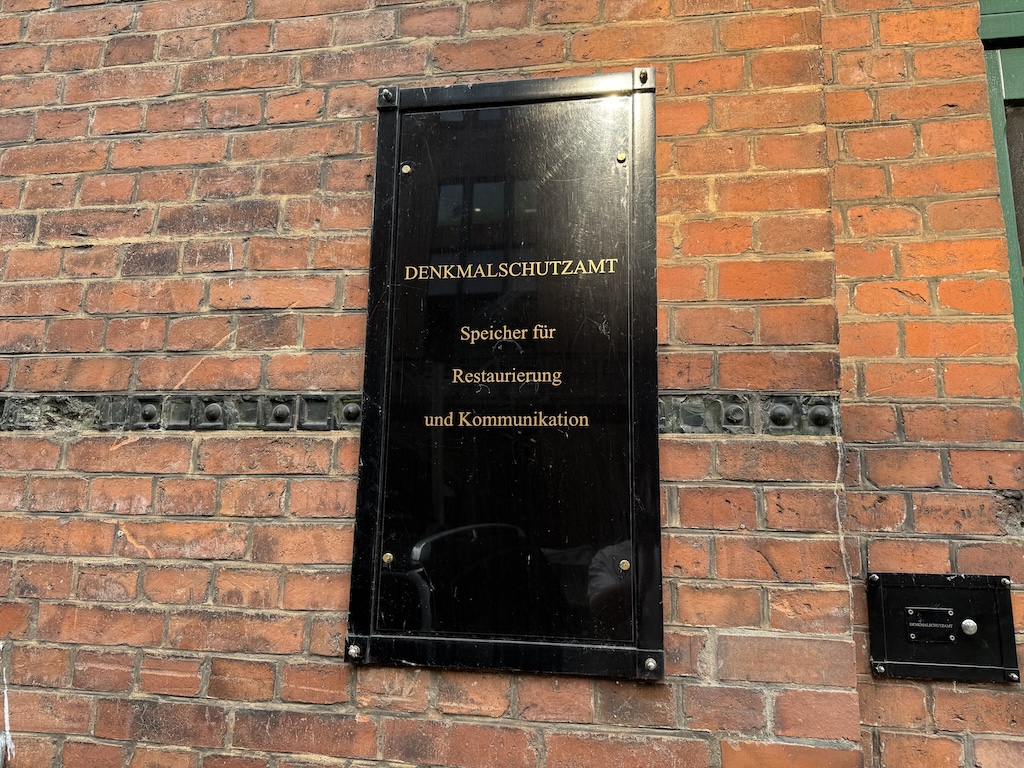 DENKMALSCHUTZAMT
Speicher für
Restaurierung
und Kommunikation
DENKMALSCHUTZAMT